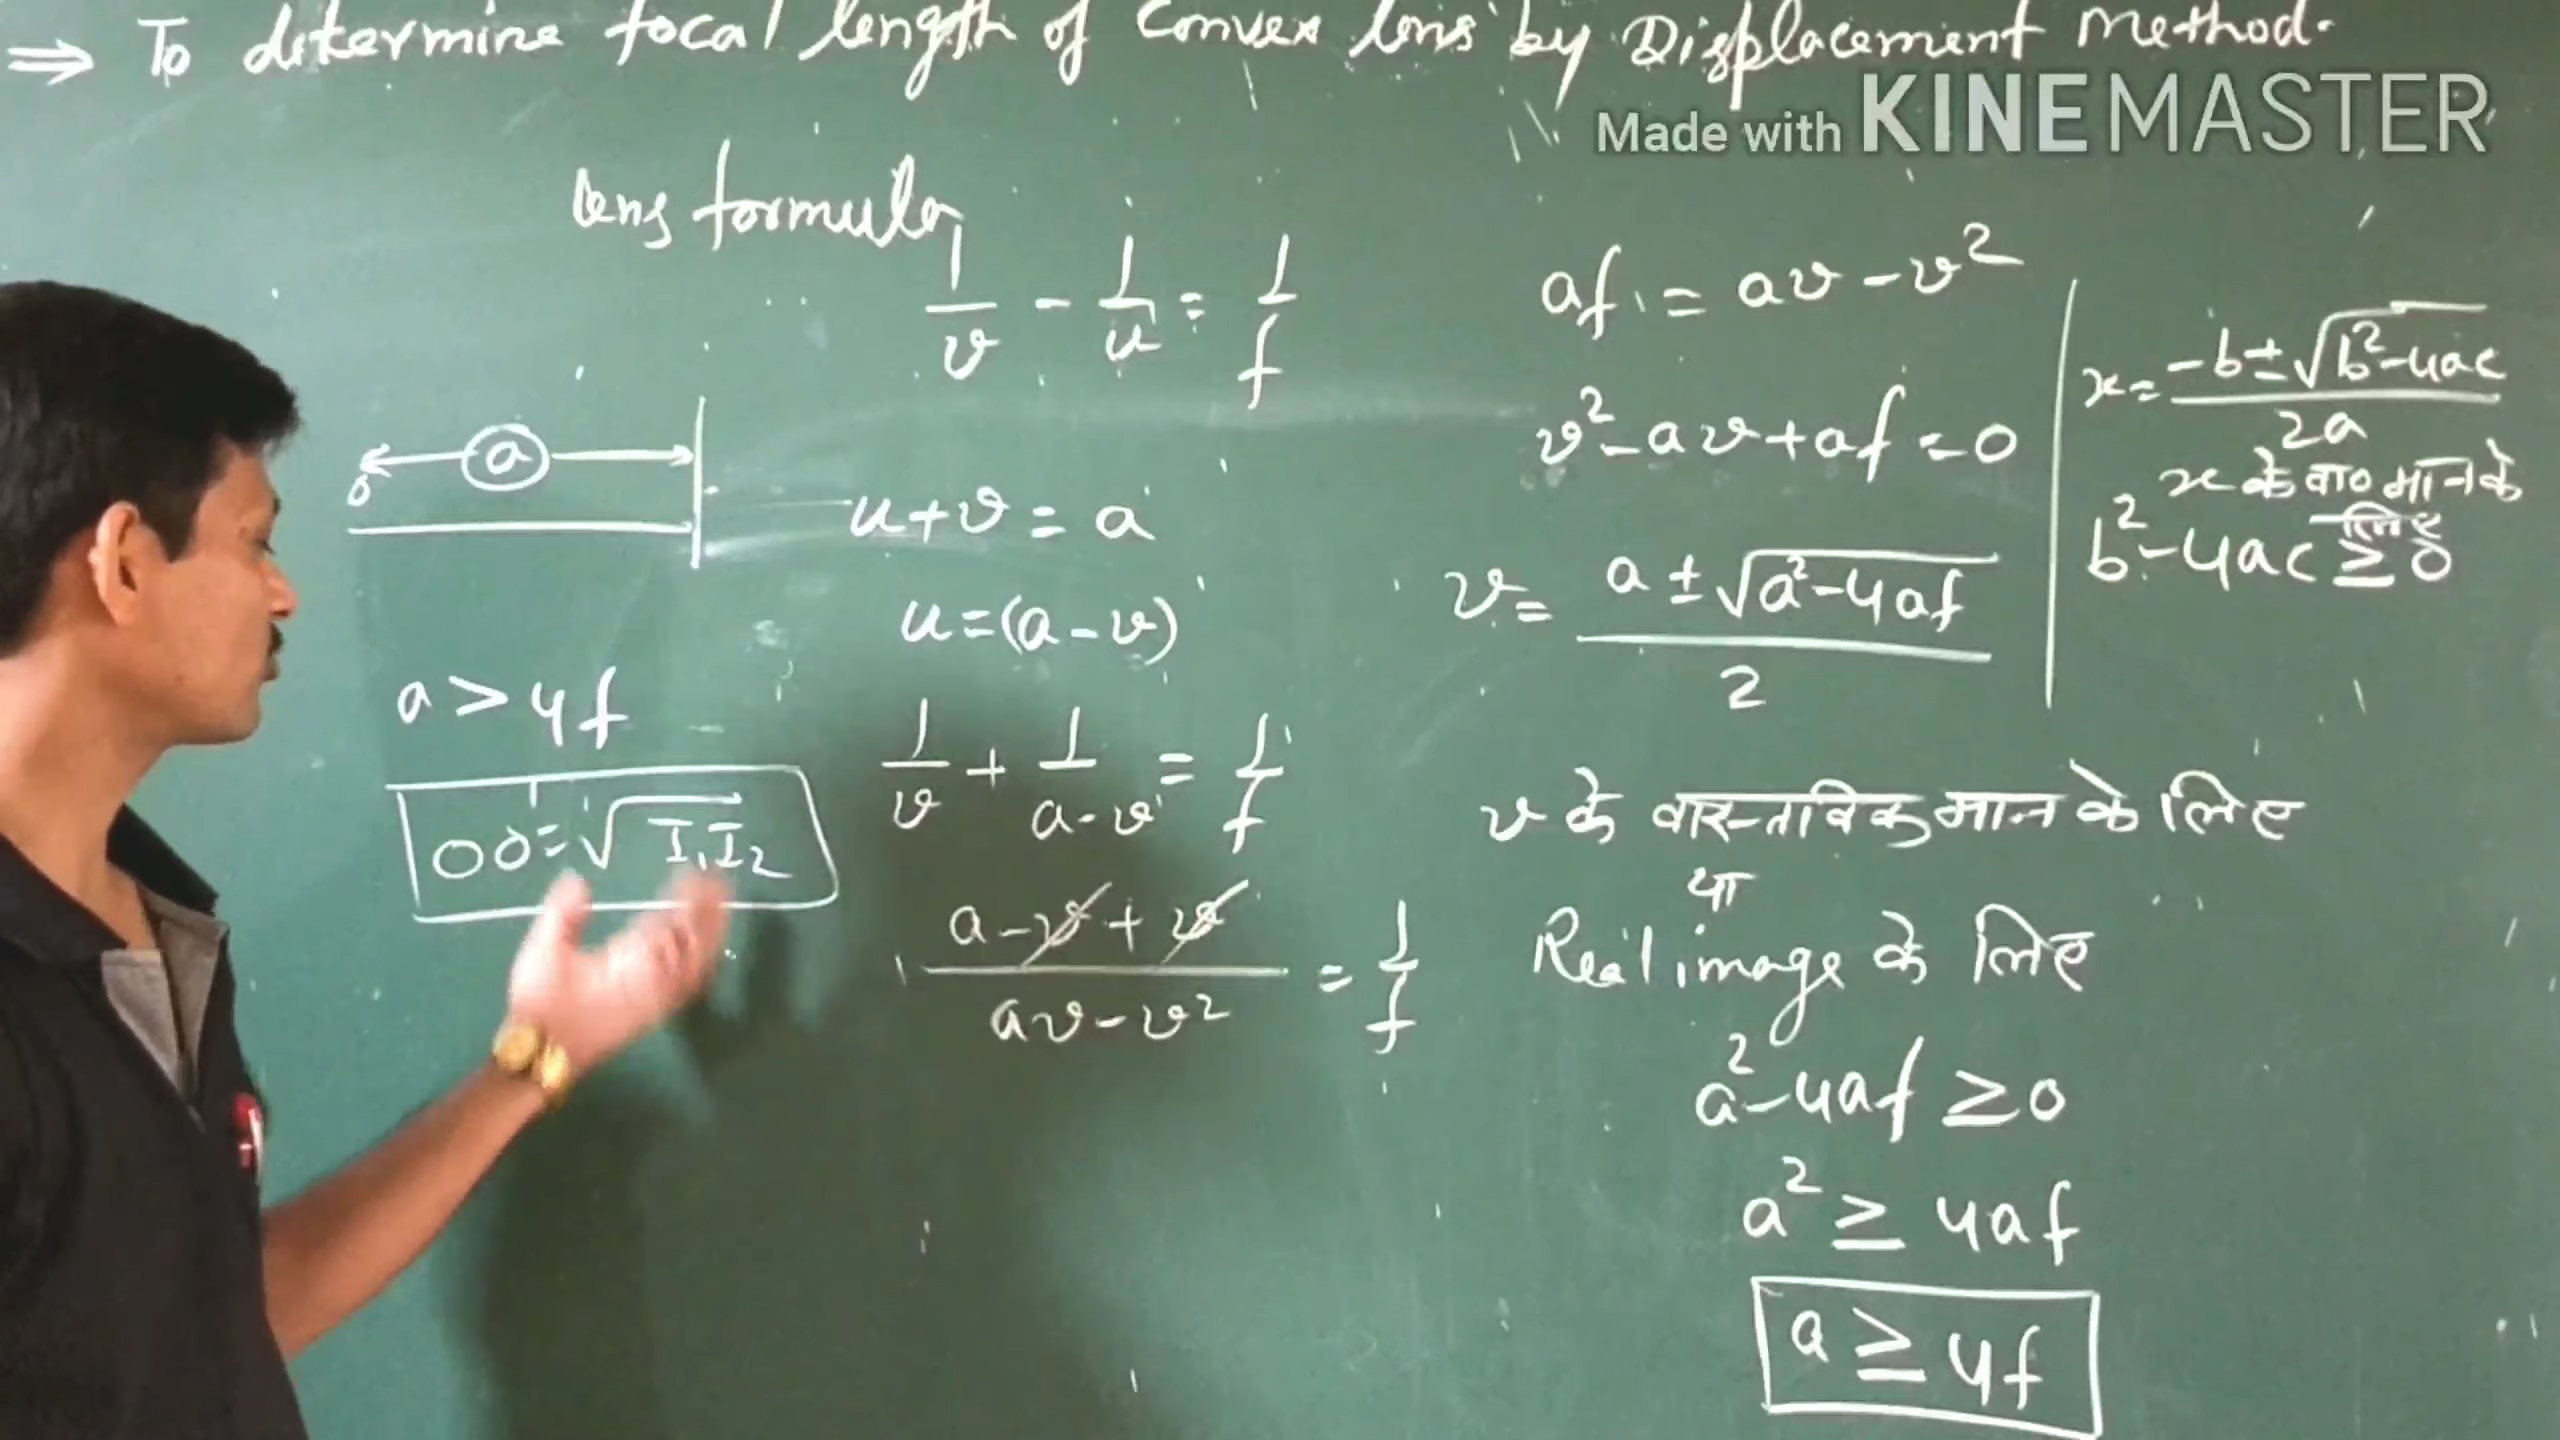 ⇒ To determine focal length of Convex lens by Displacement Method.
Made with KINEMASTER
lens formula
1/v - 1/u = 1/f
a
o
u+v = a
u=(a-v)
a > 4f
OO = √I₁I₂
1/v + 1/a-v = 1/f
a-v+v/av-v² = 1/f
af = av-v²
v²-av+af=0
v = a±√a²-4af/2
x = -b±√b²-4ac/2a
x के वा० मान के लिए
b²-4ac ≥ 0
v के वास्तविक मान के लिए
या
Real image के लिए
a²-4af ≥ 0
a² ≥ 4af
a ≥ 4f